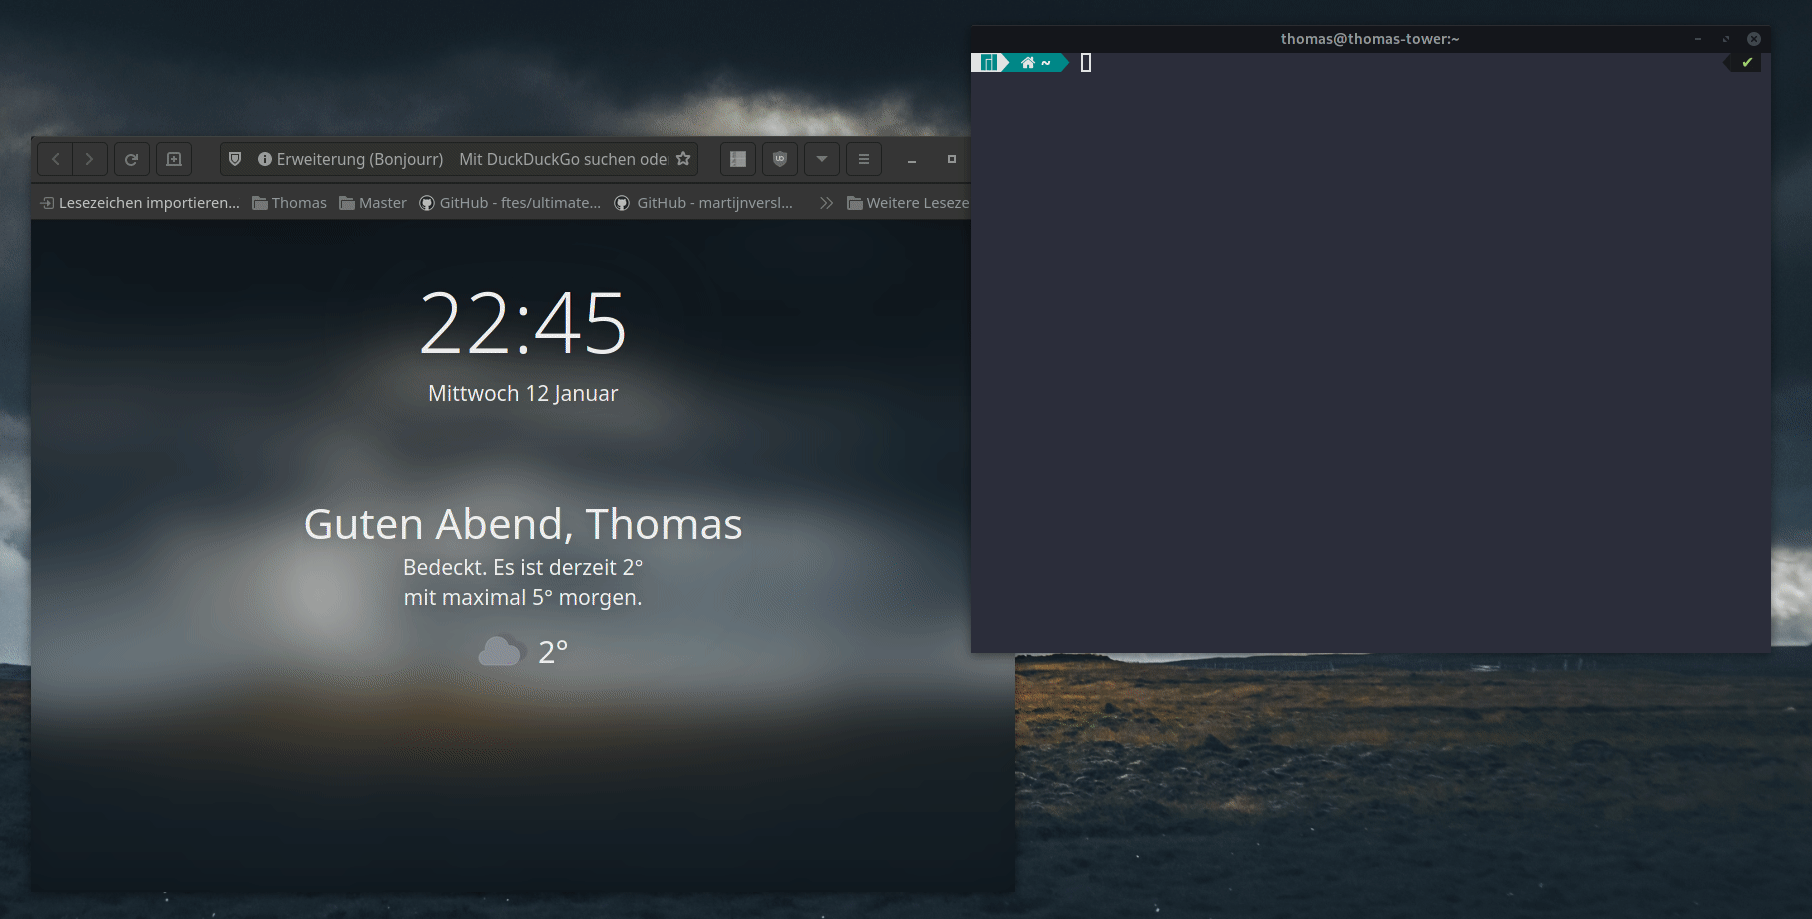 thomas@thomas-tower:~
~
Erweiterung (Bonjourr) Mit DuckDuckGo suchen ode
Lesezeichen importieren... Thomas Master GitHub - ftes/ultimate... GitHub - martijnversl... Weitere Leseze
22:45
Mittwoch 12 Januar
Guten Abend, Thomas
Bedeckt. Es ist derzeit 2°
mit maximal 5° morgen.
2°